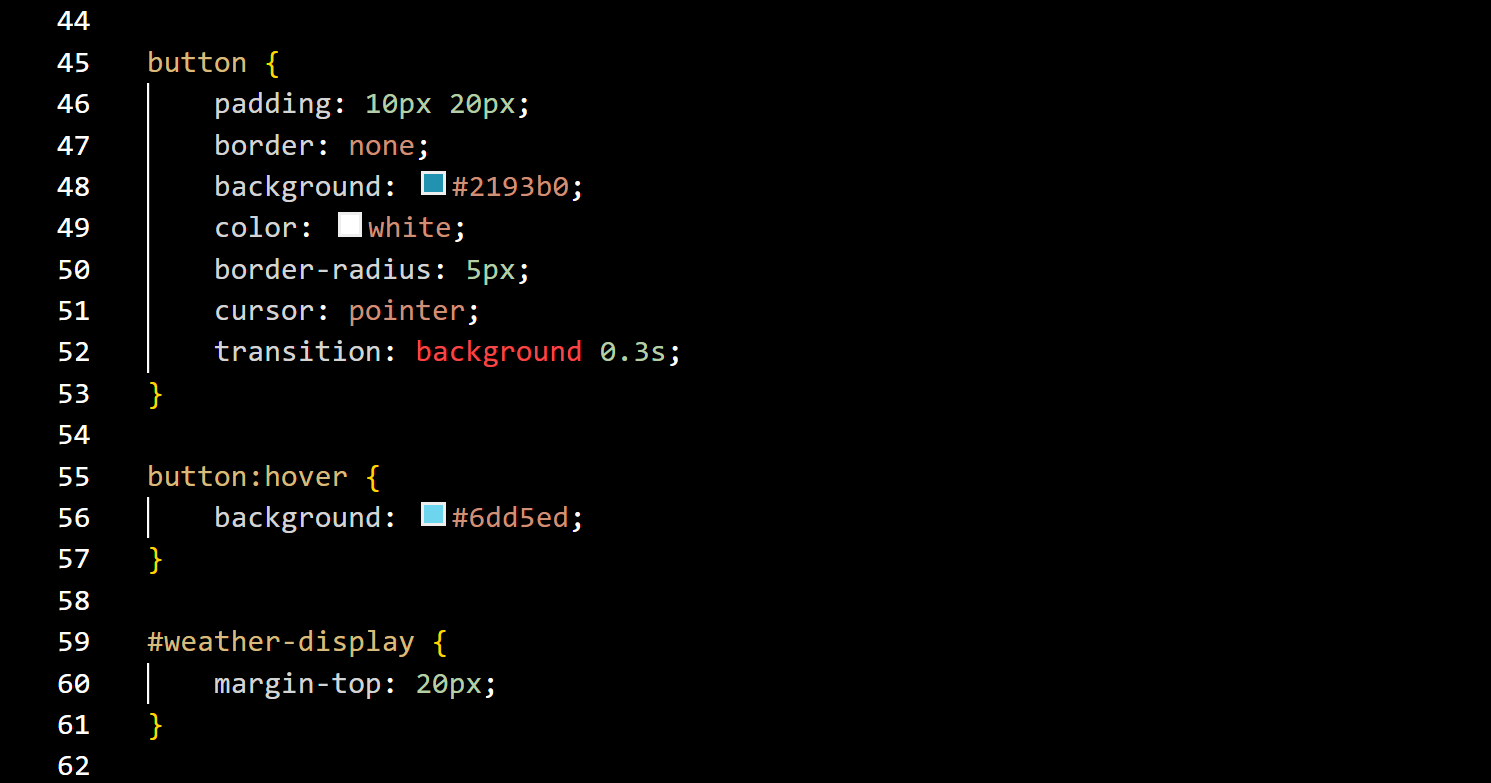 44
45 button {
46     padding: 10px 20px;
47     border: none;
48     background: #2193b0;
49     color: white;
50     border-radius: 5px;
51     cursor: pointer;
52     transition: background 0.3s;
53 }
54
55 button:hover {
56     background: #6dd5ed;
57 }
58
59 #weather-display {
60     margin-top: 20px;
61 }
62